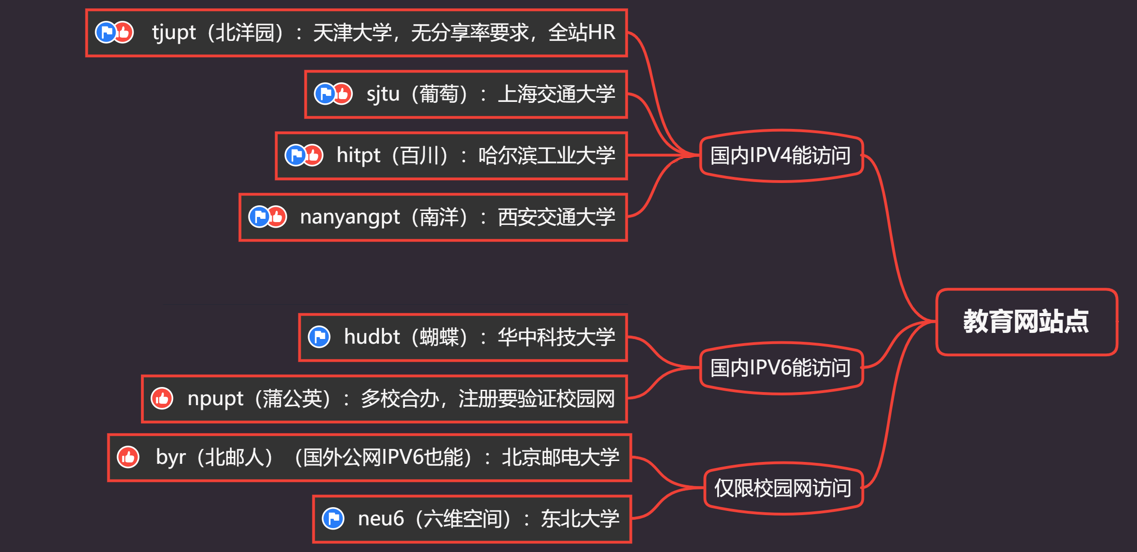 tjupt（北洋园）：天津大学，无分享率要求，全站HR
sjtu（葡萄）：上海交通大学
hitpt（百川）：哈尔滨工业大学
nanyangpt（南洋）：西安交通大学
国内IPV4能访问
教育网站点
hudbt（蝴蝶）：华中科技大学
npupt（蒲公英）：多校合办，注册要验证校园网
国内IPV6能访问
byr（北邮人）（国外公网IPV6也能）：北京邮电大学
neu6（六维空间）：东北大学
仅限校园网访问